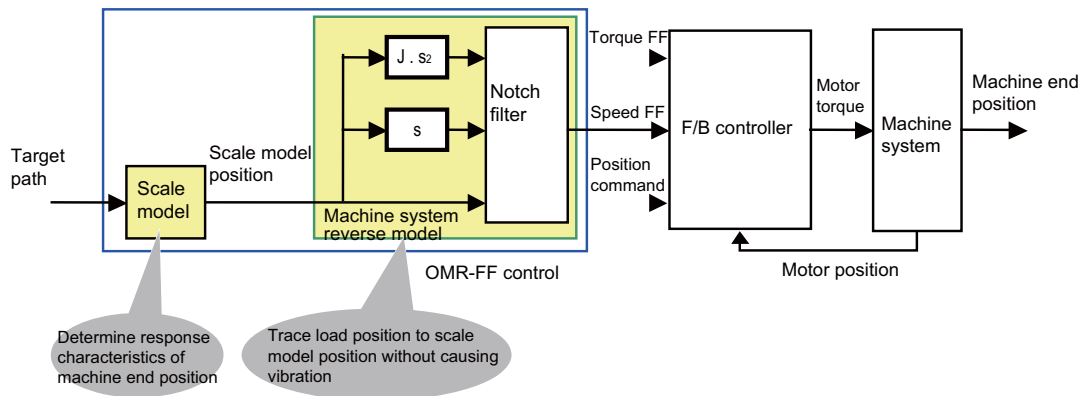 Target
path
Scale
model
Scale model
position
J . s2
s
Notch
filter
Machine system
reverse model
OMR-FF control
Torque FF
Speed FF
Position
command
F/B controller
Motor
torque
Machine
system
Machine end
position
Motor position
Determine response
characteristics of
machine end position
Trace load position to scale
model position without causing
vibration